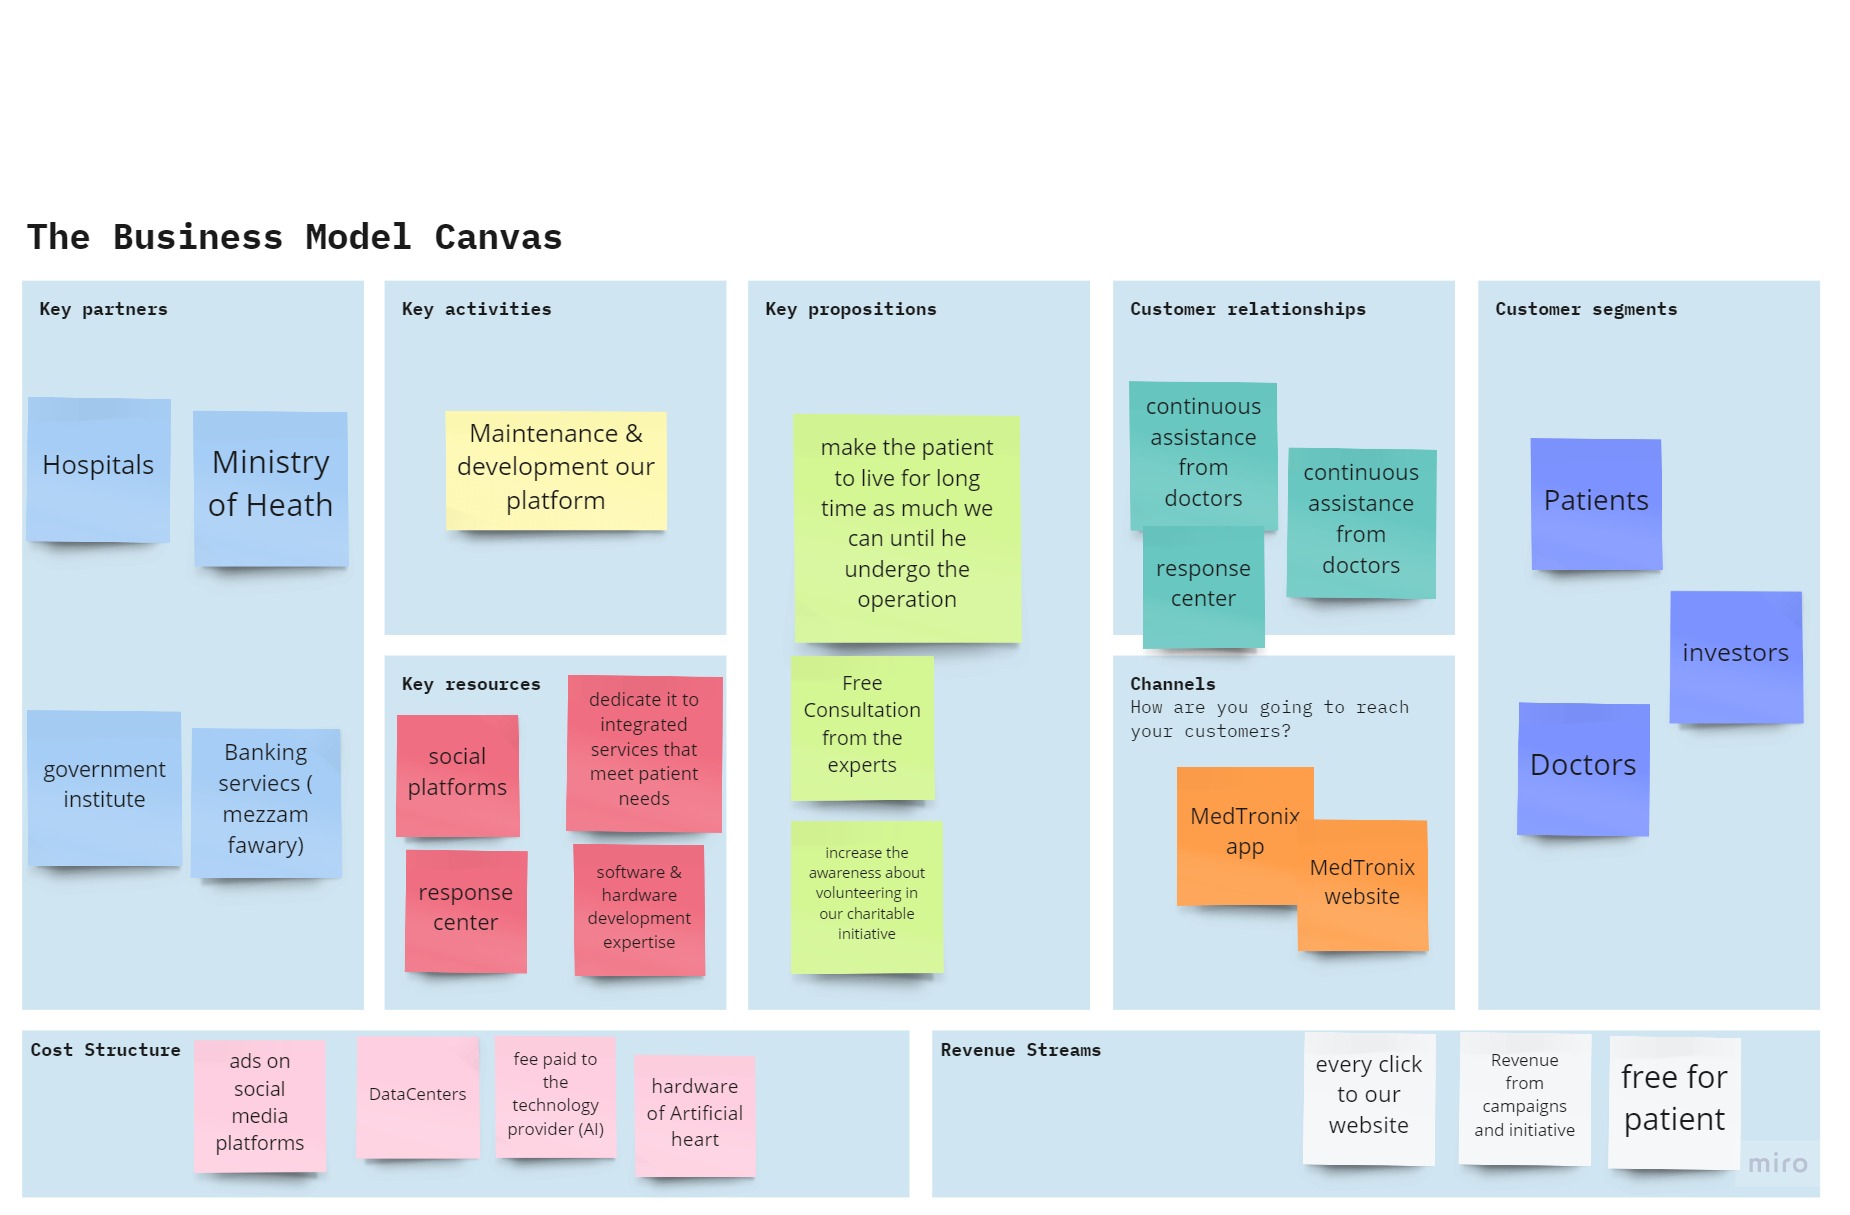 The Business Model Canvas
Key partners
Hospitals
Ministry
of Heath
government
institute
Banking
serviecs (
mezzam
fawary)
Key activities
Maintenance &
development our
platform
Key resources
social
platforms
dedicate it to
integrated
services that
meet patient
needs
response
center
software &
hardware
development
expertise
Key propositions
make the patient
to live for long
time as much we
can until he
undergo the
operation
Free
Consultation
from the
experts
increase the
awareness about
volunteering in
our charitable
initiative
Customer relationships
continuous
assistance
from
doctors
continuous
assistance
from
doctors
response
center
Channels
How are you going to reach
your customers?
MedTronix
app
MedTronix
website
Customer segments
Patients
investors
Doctors
Cost Structure
ads on
social
media
platforms
DataCenters
fee paid to
the
technology
provider (AI)
hardware
of Artificial
heart
Revenue Streams
every click
to our
website
Revenue
from
campaigns
and initiative
free for
patient
miro